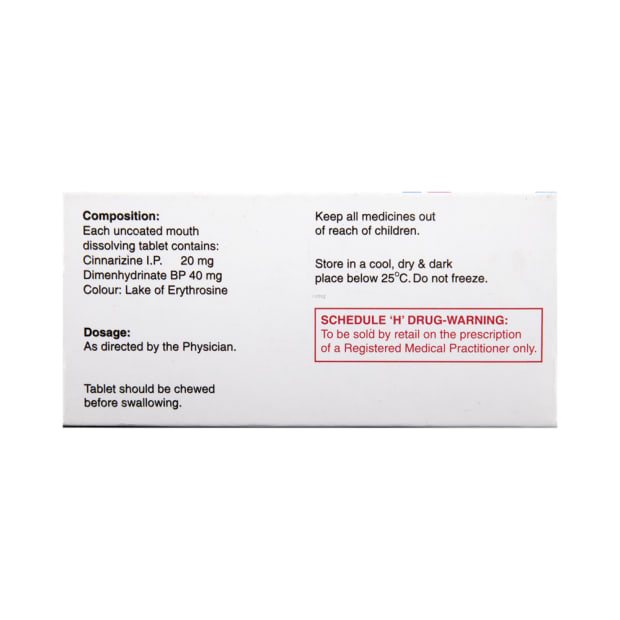 Composition:
Each uncoated mouth
dissolving tablet contains:
Cinnarizine I.P. 20 mg
Dimenhydrinate BP 40 mg
Colour: Lake of Erythrosine
Dosage:
As directed by the Physician.
Tablet should be chewed
before swallowing.
Keep all medicines out
of reach of children.
Store in a cool, dry & dark
place below 25°C. Do not freeze.
SCHEDULE 'H' DRUG-WARNING:
To be sold by retail on the prescription
of a Registered Medical Practitioner only.